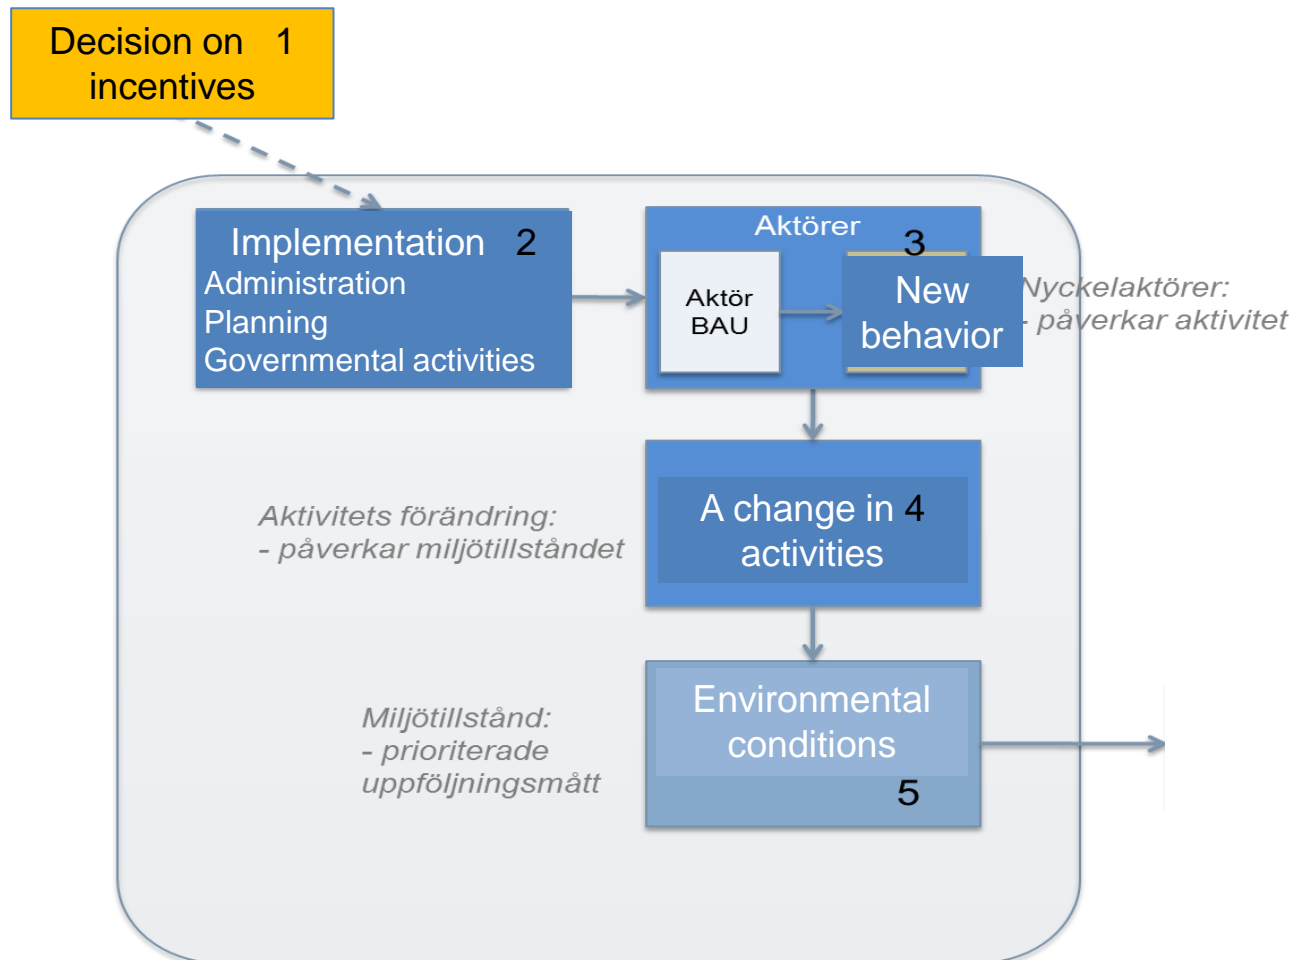 Decision on 1
incentives
Implementation 2
Administration
Planning
Governmental activities
Aktörer
3
Aktör
BAU
New
behavior
Nyckelaktörer:
- påverkar aktivitet
Aktivitets förändring:
- påverkar miljötillståndet
A change in 4
activities
Miljötillstånd:
- prioriterade
uppföljningsmått
Environmental
conditions
5